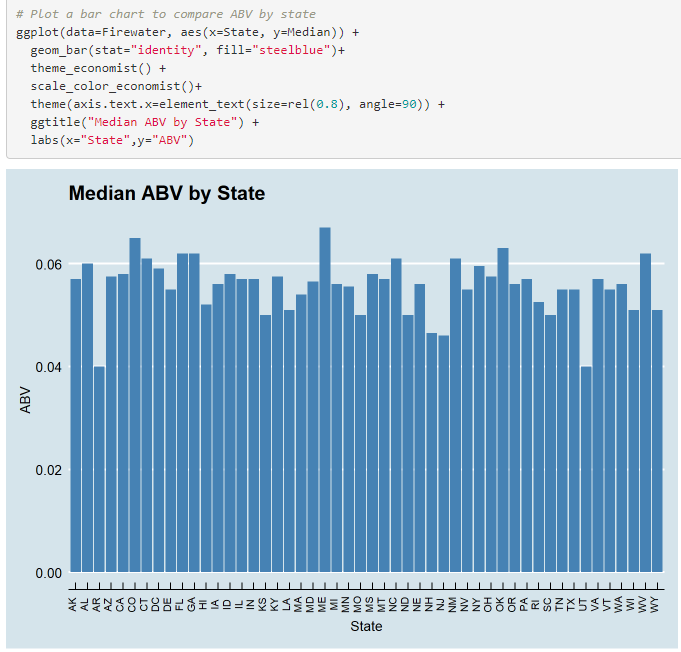 # Plot a bar chart to compare ABV by state
ggplot(data=Firewater, aes(x=State, y=Median)) +
  geom_bar(stat="identity", fill="steelblue")+
  theme_economist() +
  scale_color_economist()+
  theme(axis.text.x=element_text(size=rel(0.8), angle=90)) +
  ggtitle("Median ABV by State") +
  labs(x="State",y="ABV")
Median ABV by State
0.06
0.04
ABV
0.02
0.00
AK AL AR AZ CA CO CT DC DE FL GA HI IA ID IL IN KS KY LA MA MD ME MI MN MO MS MT NC ND NE NH NJ NM NV NY OH OK OR PA RI SC TN TX UT VA VT WA WI WV WY
State